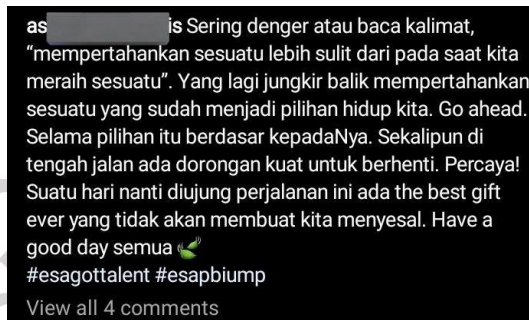 as is Sering denger atau baca kalimat,
“mempertahankan sesuatu lebih sulit dari pada saat kita
meraih sesuatu”. Yang lagi jungkir balik mempertahankan
sesuatu yang sudah menjadi pilihan hidup kita. Go ahead.
Selama pilihan itu berdasar kepadaNya. Sekalipun di
tengah jalan ada dorongan kuat untuk berhenti. Percaya!
Suatu hari nanti diujung perjalanan ini ada the best gift
ever yang tidak akan membuat kita menyesal. Have a
good day semua
#esagottalent #esapbiump
View all 4 comments